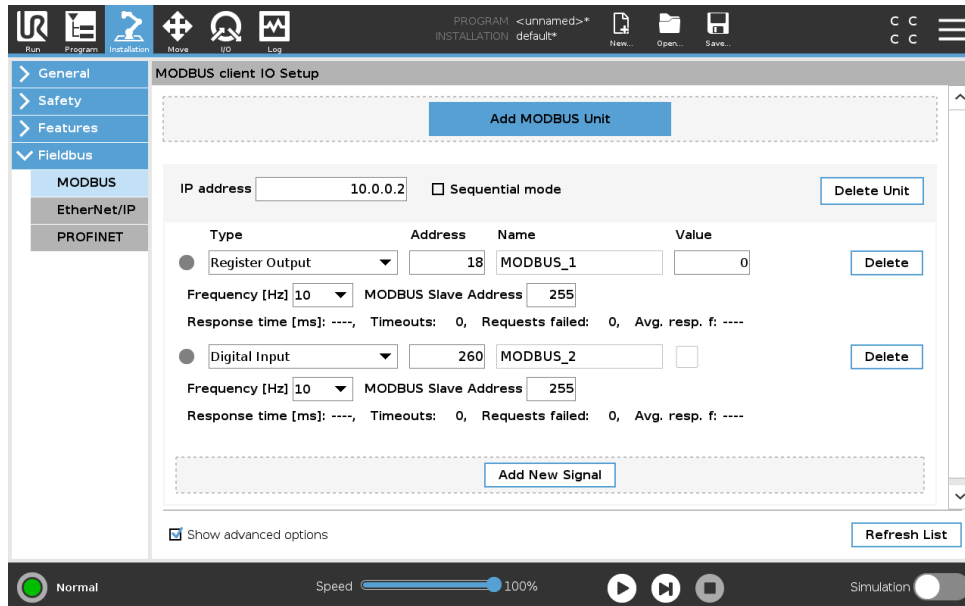 PROGRAM <unnamed>*
INSTALLATION default*
UR
Run Program Installation Move I/O Log New... Open... Save...
C C
C C
General
Safety
Features
Fieldbus
MODBUS
EtherNet/IP
PROFINET
MODBUS client IO Setup
Add MODBUS Unit
IP address 10.0.0.2 Sequential mode Delete Unit
Type Address Name Value
Register Output 18 MODBUS_1 0 Delete
Frequency [Hz] 10 MODBUS Slave Address 255
Response time [ms]: ----, Timeouts: 0, Requests failed: 0, Avg. resp. f: ----
Digital Input 260 MODBUS_2 Delete
Frequency [Hz] 10 MODBUS Slave Address 255
Response time [ms]: ----, Timeouts: 0, Requests failed: 0, Avg. resp. f: ----
Add New Signal
Show advanced options Refresh List
Normal Speed 100% Simulation